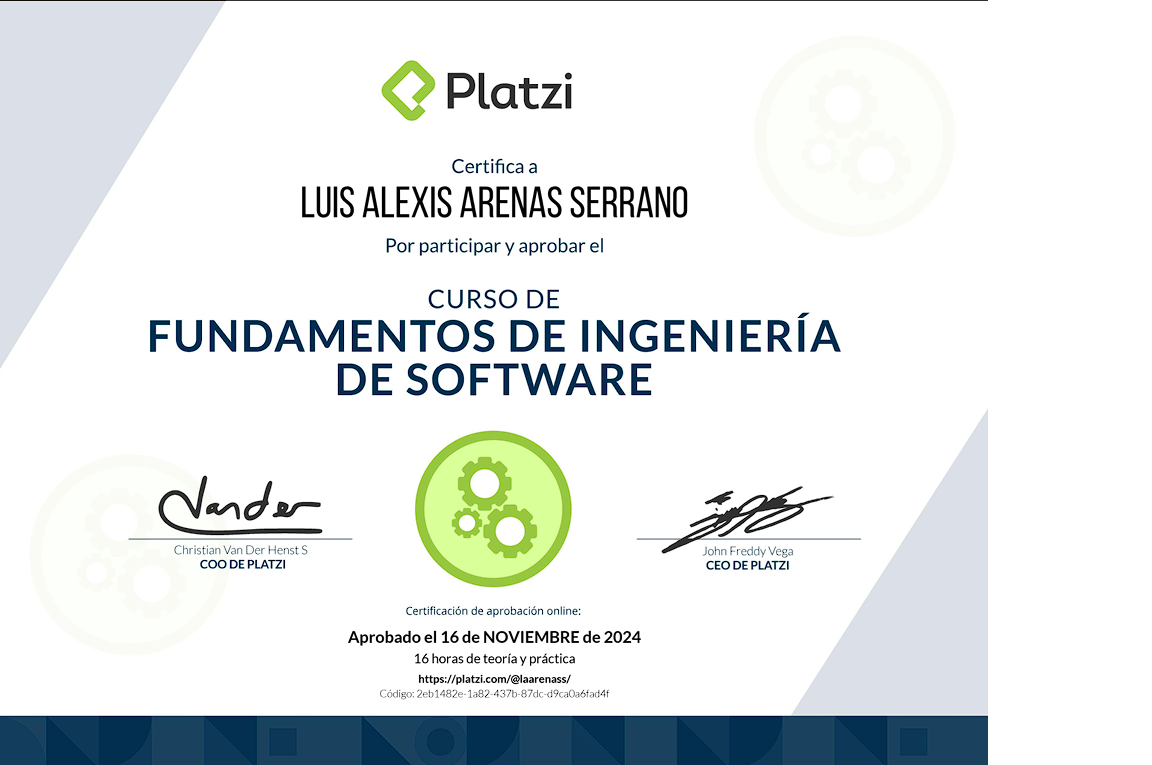 Platzi
Certifica a
LUIS ALEXIS ARENAS SERRANO
Por participar y aprobar el
CURSO DE
FUNDAMENTOS DE INGENIERÍA
DE SOFTWARE
Vander
Christian Van Der Henst S
COO DE PLATZI
John Freddy Vega
CEO DE PLATZI
Certificación de aprobación online:
Aprobado el 16 de NOVIEMBRE de 2024
16 horas de teoría y práctica
https://platzi.com/@laarenass/
Código: 2eb1482e-1a82-437b-87dc-d9ca0a6fad4f